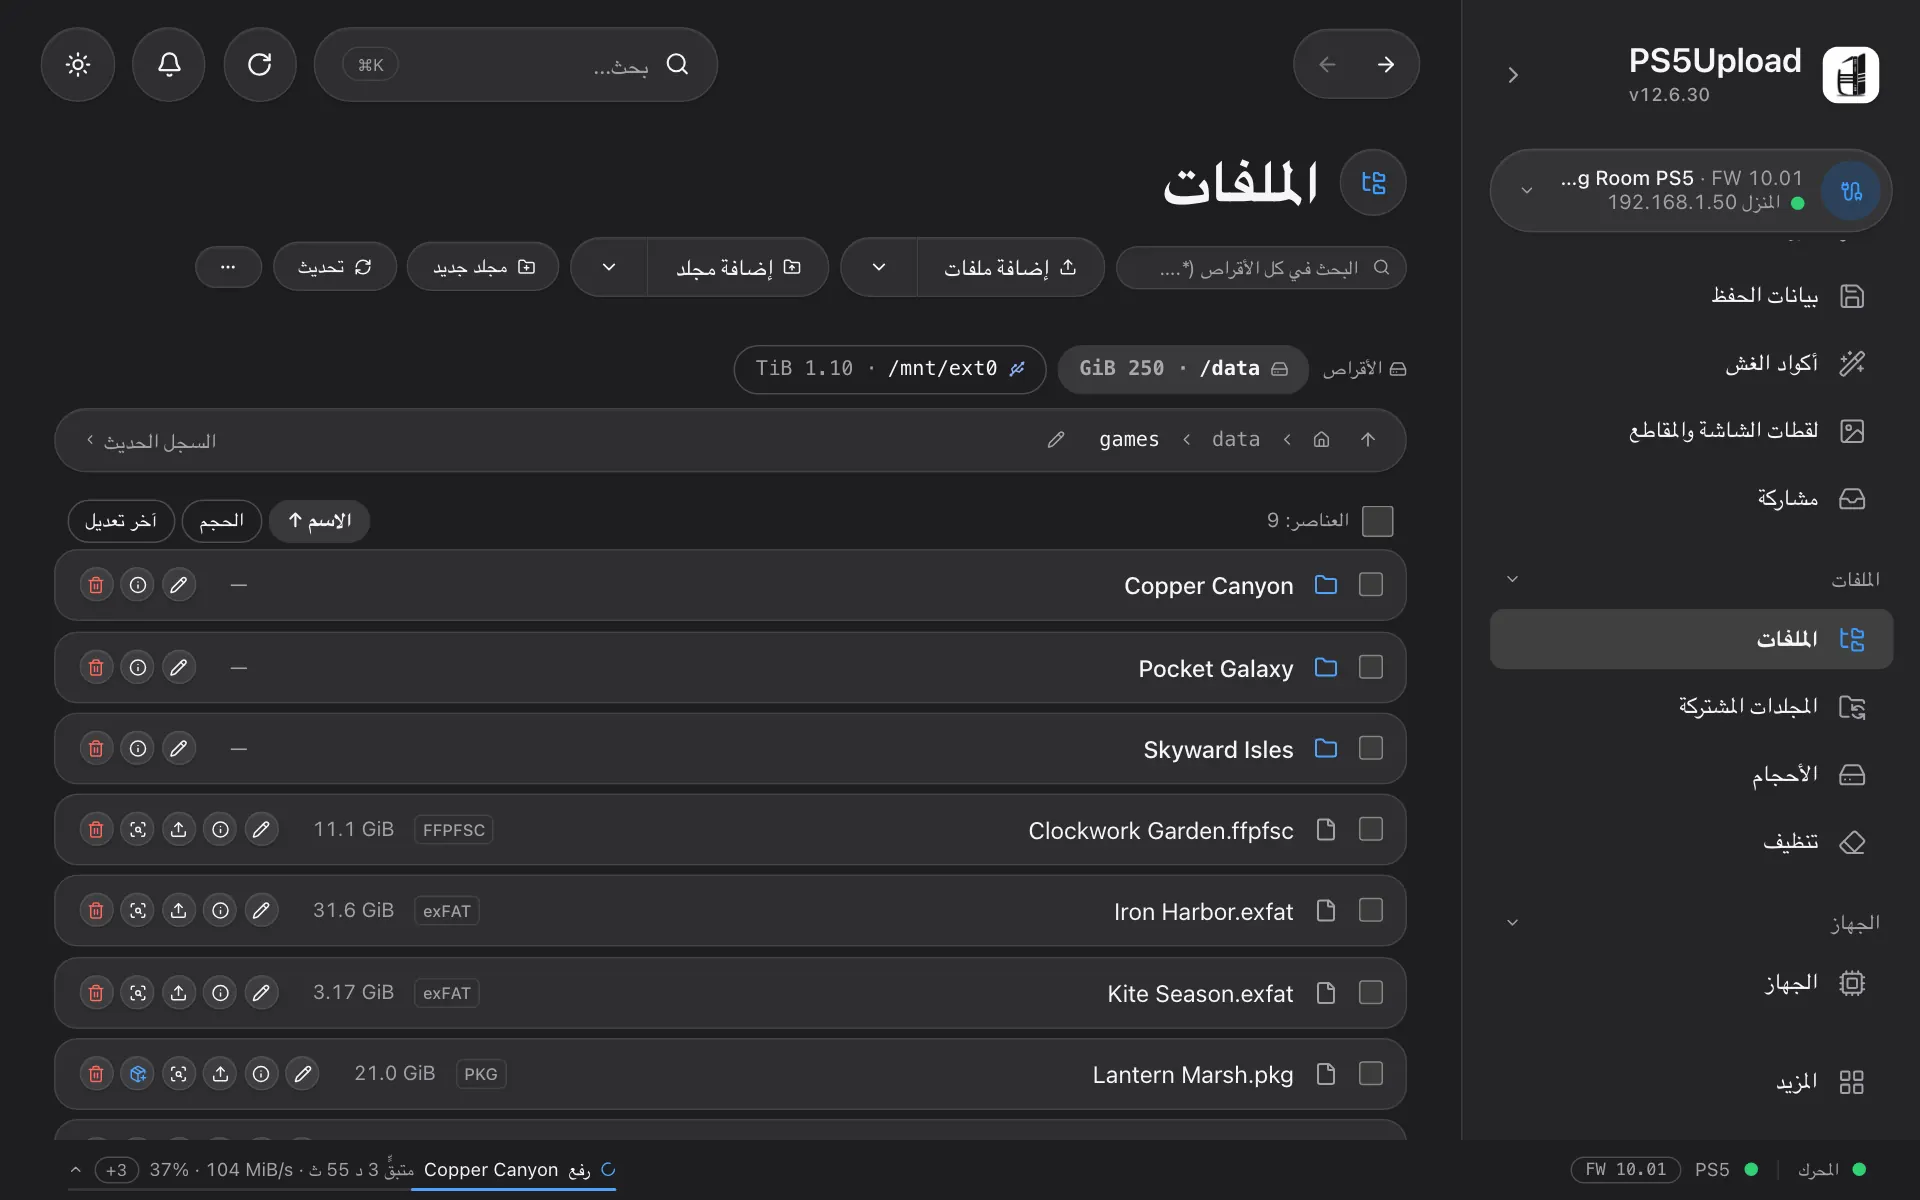 PS5Upload
v12.6.30
...g Room PS5 · FW 10.01
المنزل 192.168.1.50
بيانات الحفظ
أكواد الغش
لقطات الشاشة والمقاطع
مشاركة
الملفات
الملفات
المجلدات المشتركة
الأحجام
تنظيف
الجهاز
الجهاز
المزيد
بحث...
⌘K
الملفات
البحث في كل الأقراص (*....
إضافة ملفات
إضافة مجلد
مجلد جديد
تحديث
الأقراص
/data · 250 GiB
/mnt/ext0 · 1.10 TiB
data
games
السجل الحديث
العناصر: 9
الاسم ↑
الحجم
آخر تعديل
Copper Canyon —
Pocket Galaxy —
Skyward Isles —
Clockwork Garden.ffpfsc FFPFSC 11.1 GiB
Iron Harbor.exfat exFAT 31.6 GiB
Kite Season.exfat exFAT 3.17 GiB
Lantern Marsh.pkg PKG 21.0 GiB
المحرك
PS5
FW 10.01
رفع Copper Canyon
37% · 104 MiB/s · متبقٍّ 3 د 55 ث
+3